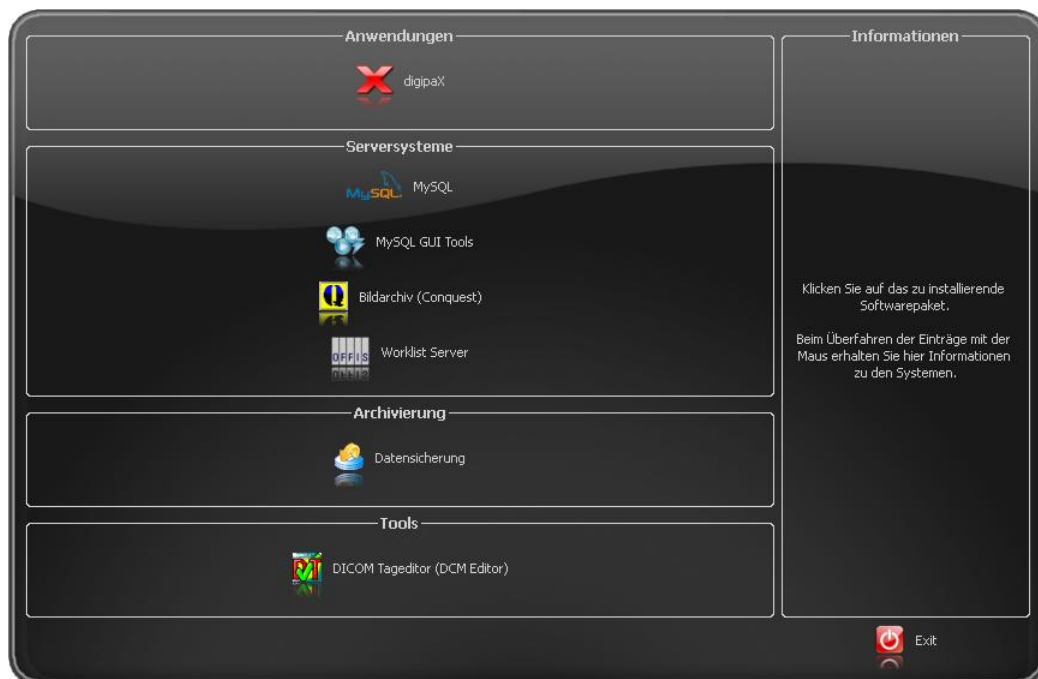 Anwendungen
digipaX
Serversysteme
MySQL
MySQL
MySQL GUI Tools
Bildarchiv (Conquest)
OFFIS
Worklist Server
Archivierung
Datensicherung
Tools
DICOM Tageditor (DCM Editor)
Informationen
Klicken Sie auf das zu installierende
Softwarepaket.
Beim Überfahren der Einträge mit der
Maus erhalten Sie hier Informationen
zu den Systemen.
Exit